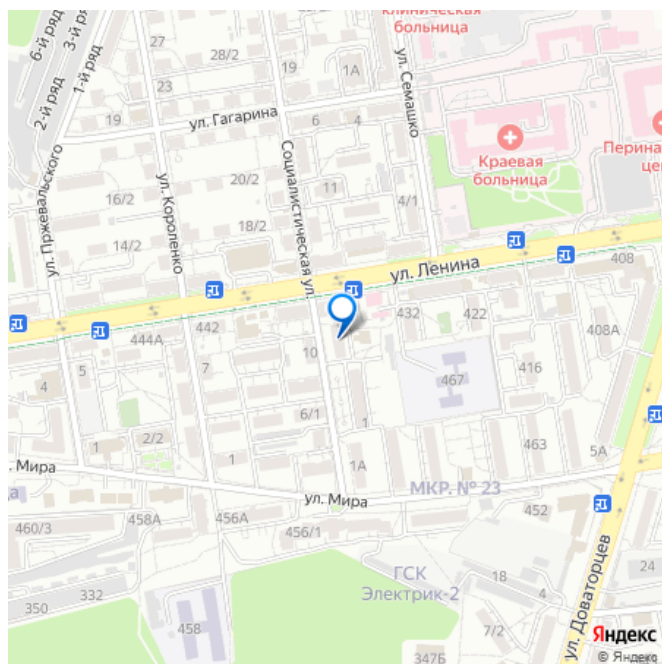 клиническая
больница
6-й ряд
3-й ряд
2-й ряд
1-й ряд
27
28/2
19
1А
ул. Семашко
23
19
ул. Гагарина
6
4
Краевая
больница
Перина
це
ул. Пржевальского
ул. Короленко
Социалистическая ул.
16/2
20/2
11
4/1
14/2
18/2
ул. Ленина
408
444А
442
432
422
408А
4
5
7
10
467
416
6/1
1
2/2
1
463
5А
1
1А
. Мира
ул. Мира
МКР. № 23
да
460/3
458А
456А
456/1
452
ГСК
Электрик-2
18
4
24
350
332
458
7/2
347Б
ул. Доваторцев
Яндекс
© Яндекс